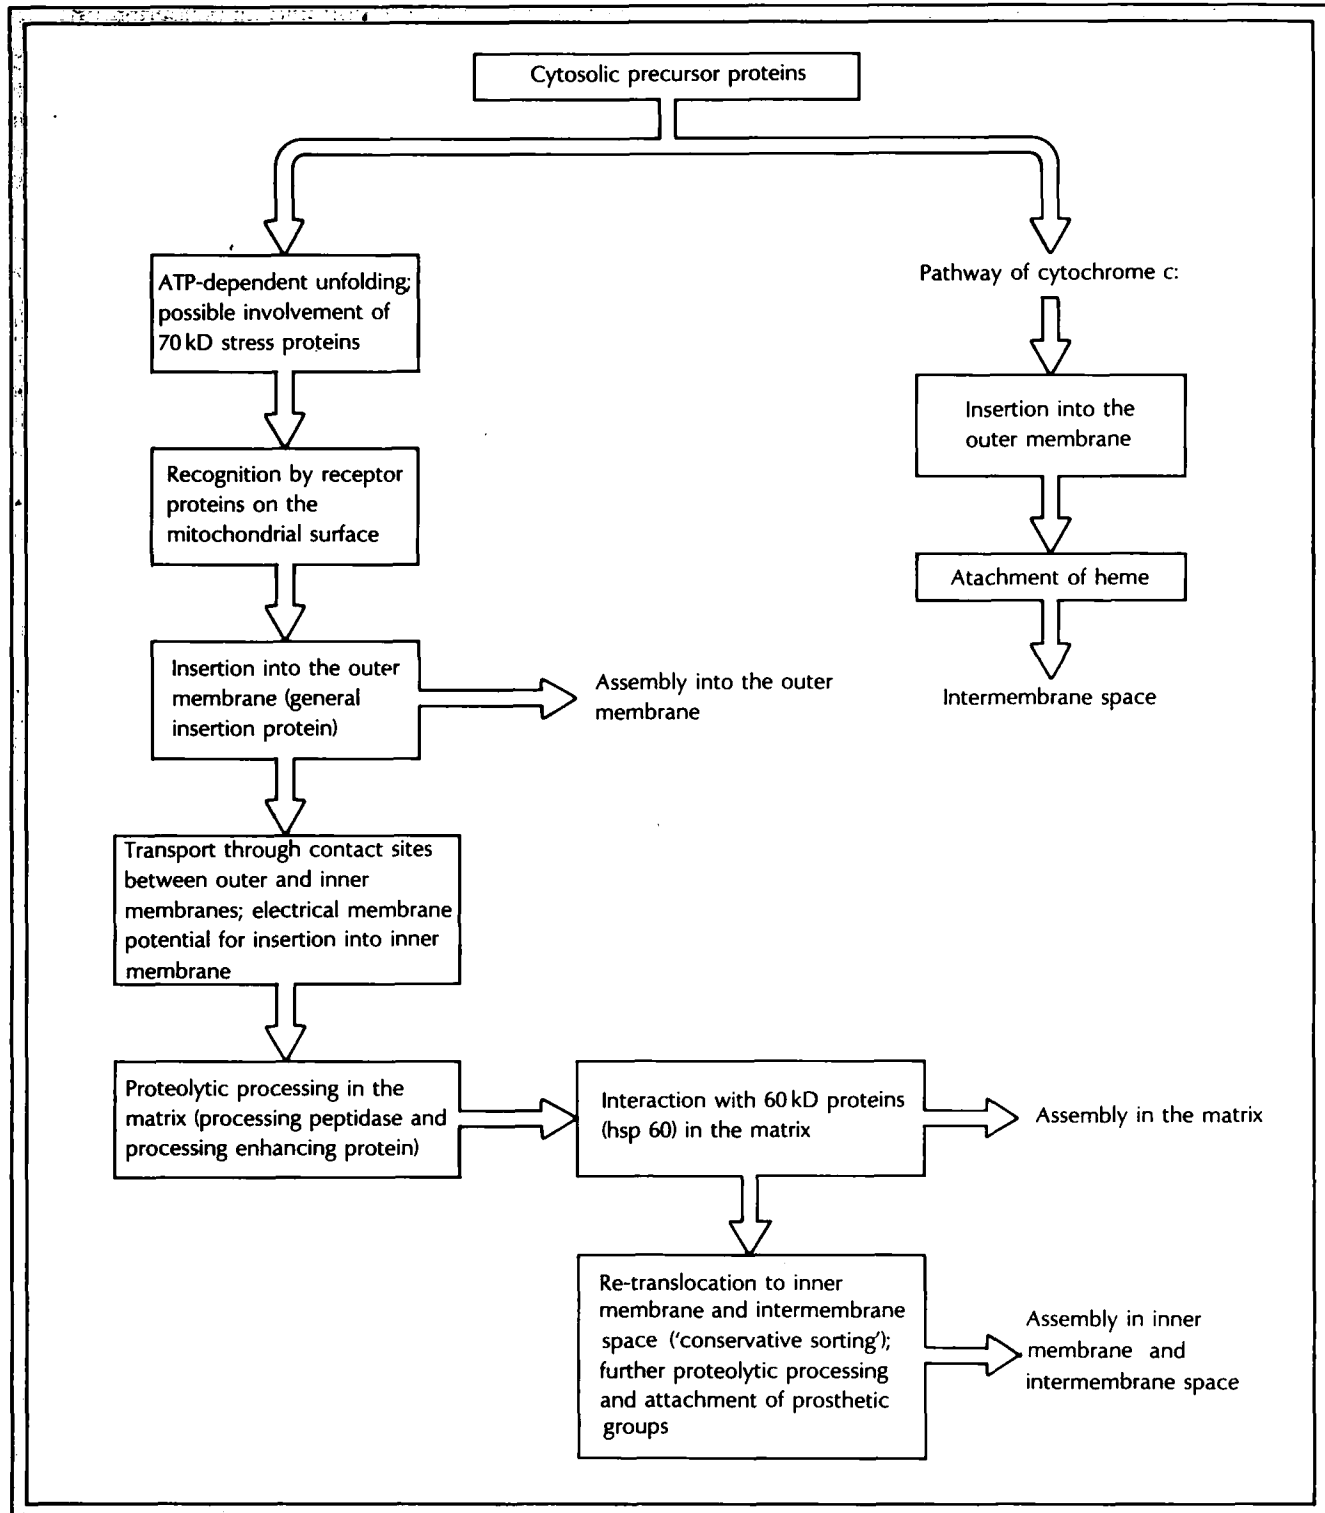 Cytosolic precursor proteins
ATP-dependent unfolding;
possible involvement of
70 kD stress proteins
Pathway of cytochrome c:
Insertion into the
outer membrane
Recognition by receptor
proteins on the
mitochondrial surface
Atachment of heme
Insertion into the outer
membrane (general
insertion protein)
Assembly into the outer
membrane
Intermembrane space
Transport through contact sites
between outer and inner
membranes; electrical membrane
potential for insertion into inner
membrane
Proteolytic processing in the
matrix (processing peptidase and
processing enhancing protein)
Interaction with 60 kD proteins
(hsp 60) in the matrix
Assembly in the matrix
Re-translocation to inner
membrane and intermembrane
space (‘conservative sorting’);
further proteolytic processing
and attachment of prosthetic
groups
Assembly in inner
membrane and
intermembrane space